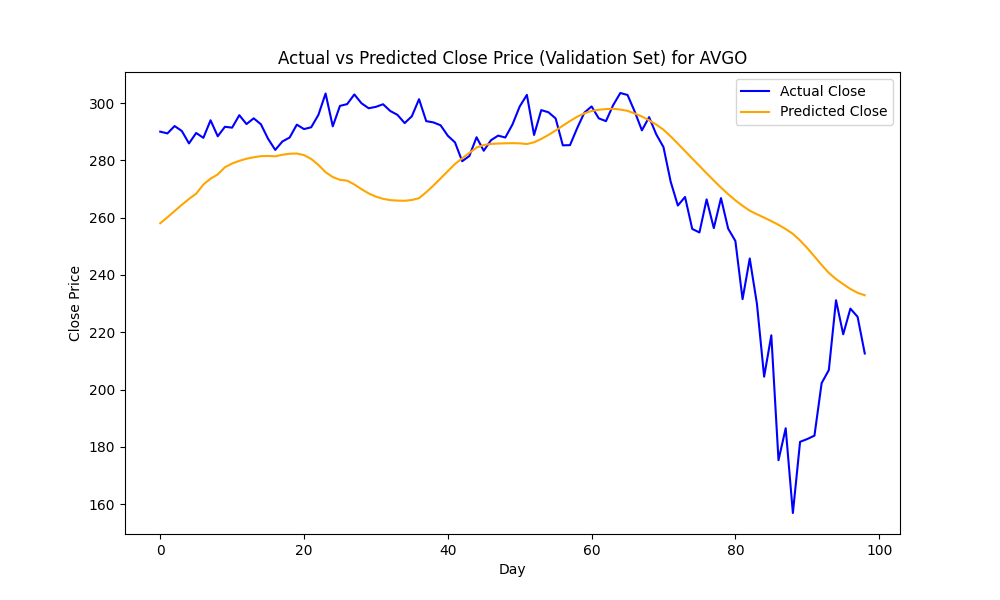 Actual vs Predicted Close Price (Validation Set) for AVGO
Actual Close
Predicted Close
300
280
260
240
220
200
180
160
Close Price
0 20 40 60 80 100
Day